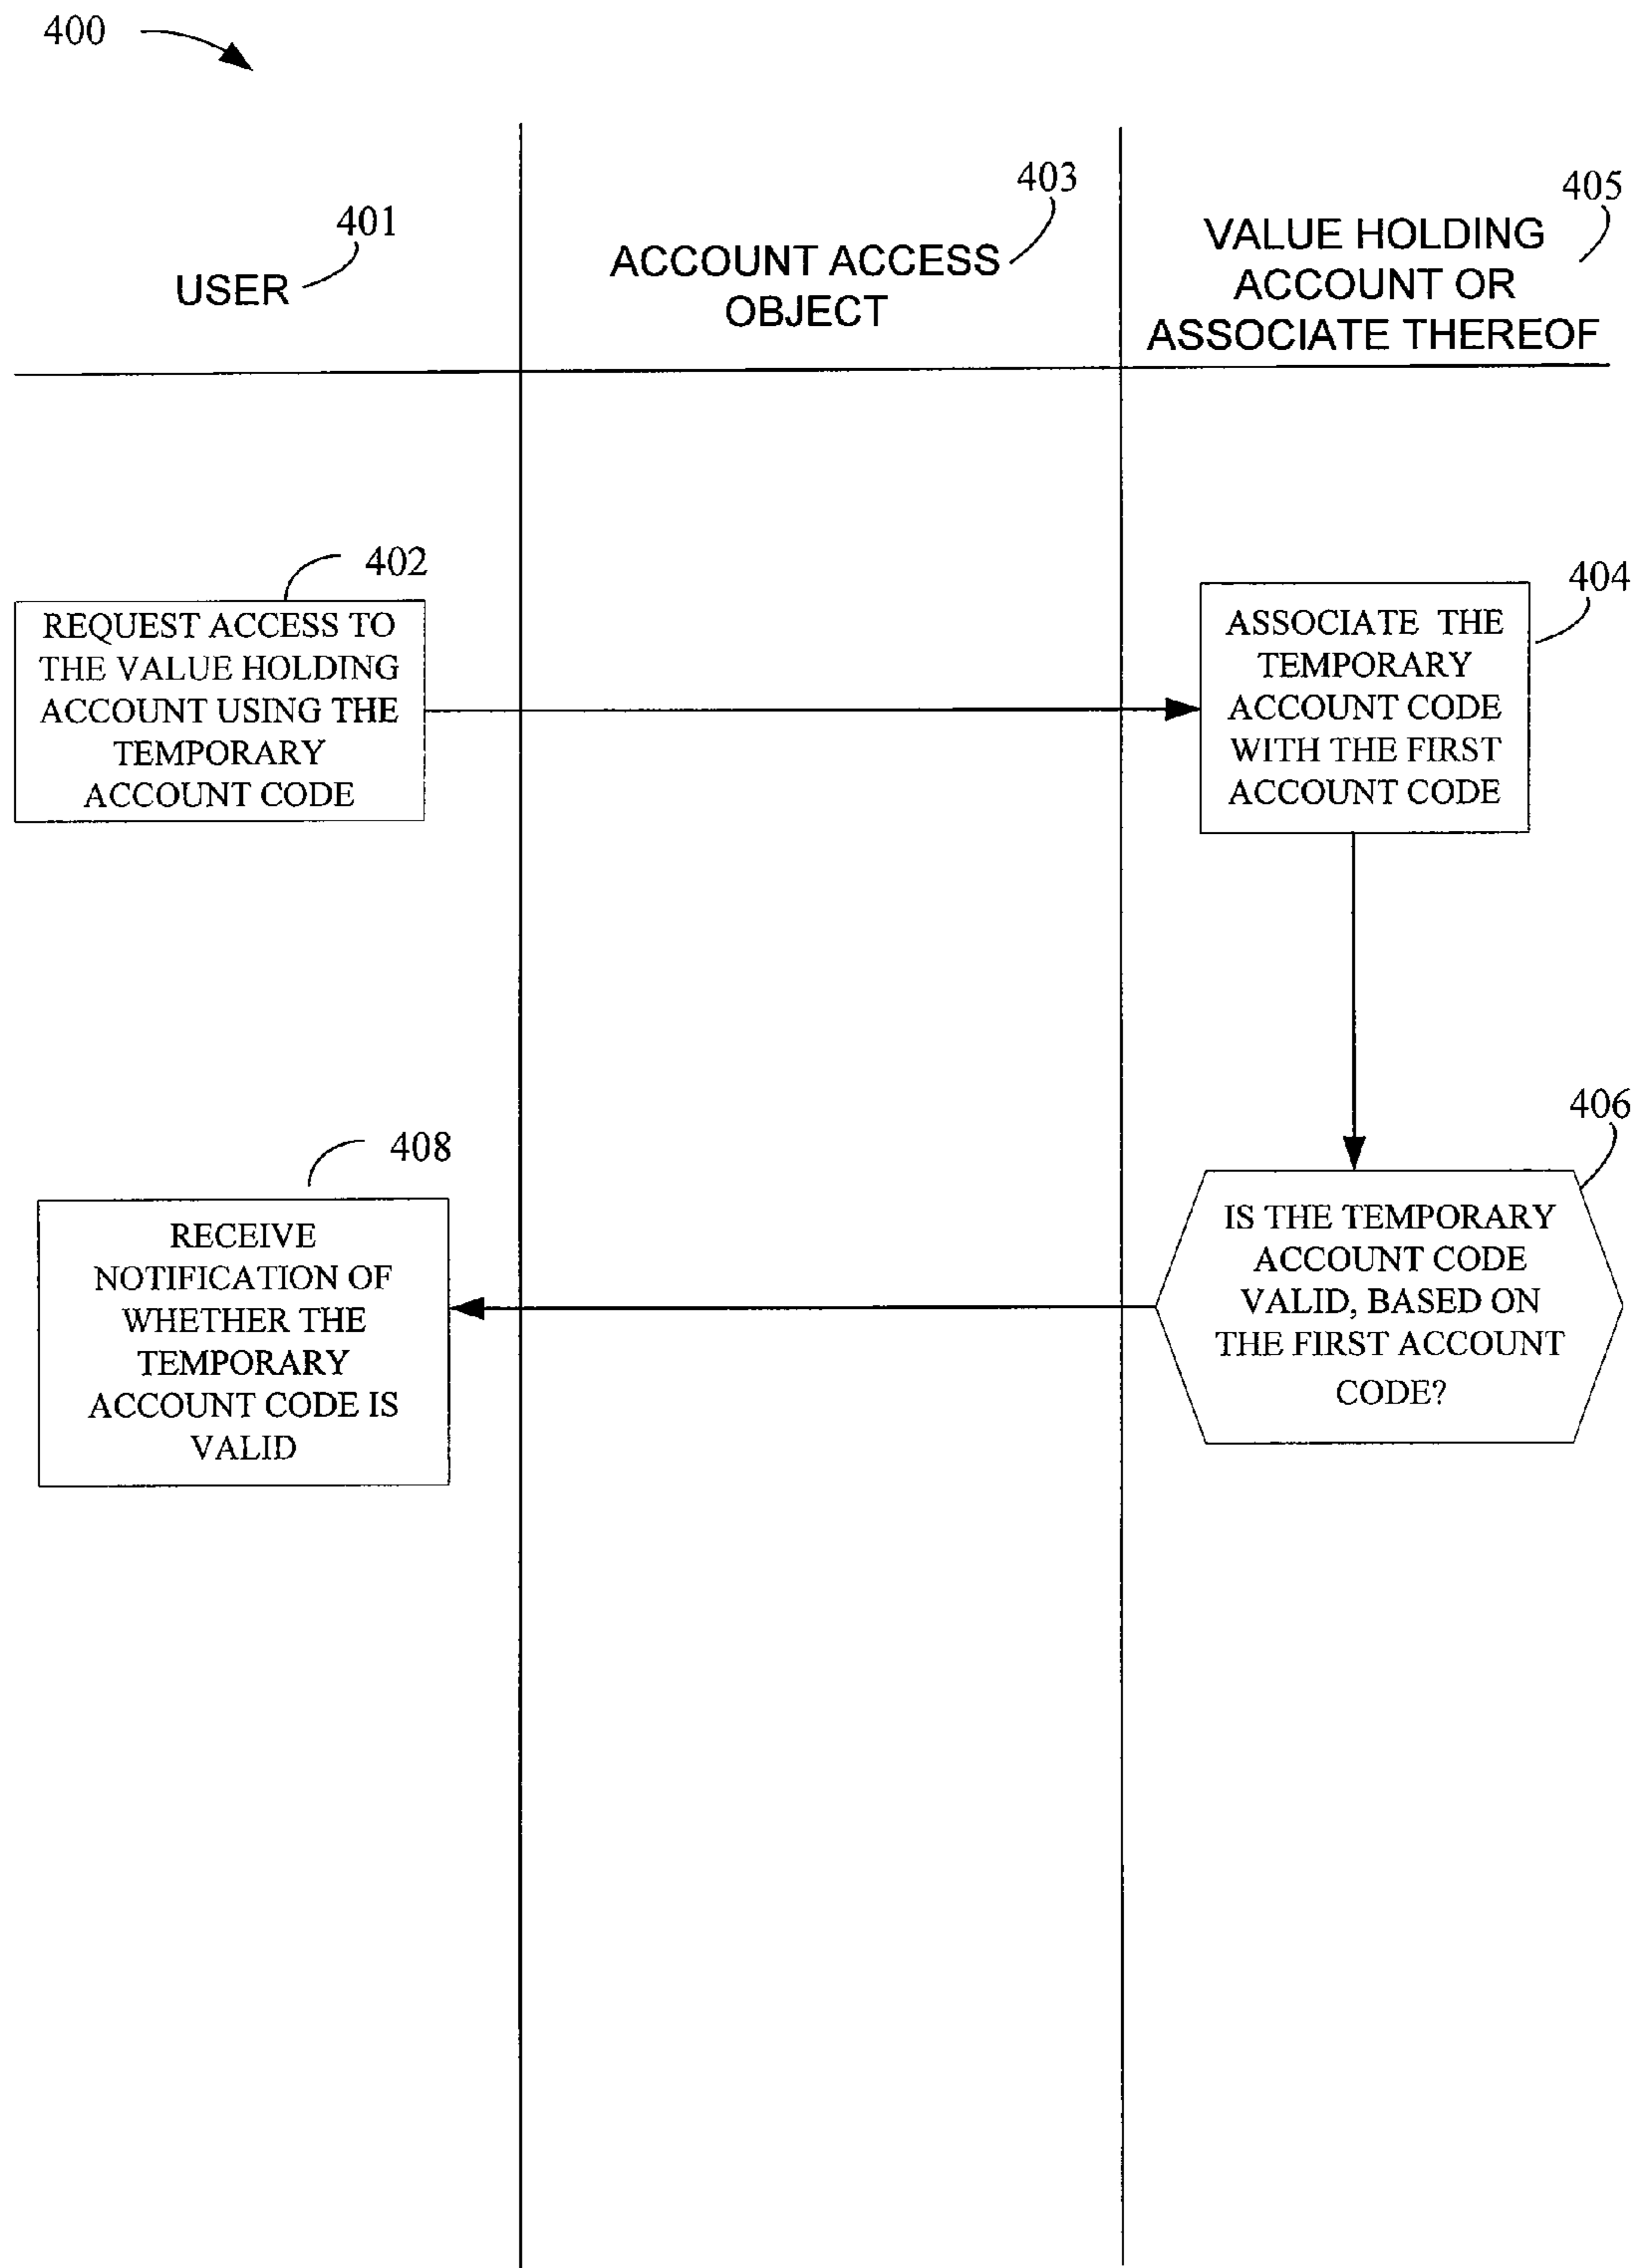 400
401
USER
403
ACCOUNT ACCESS
OBJECT
405
VALUE HOLDING
ACCOUNT OR
ASSOCIATE THEREOF
402
REQUEST ACCESS TO
THE VALUE HOLDING
ACCOUNT USING THE
TEMPORARY
ACCOUNT CODE
404
ASSOCIATE THE
TEMPORARY
ACCOUNT CODE
WITH THE FIRST
ACCOUNT CODE
406
IS THE TEMPORARY
ACCOUNT CODE
VALID, BASED ON
THE FIRST ACCOUNT
CODE?
408
RECEIVE
NOTIFICATION OF
WHETHER THE
TEMPORARY
ACCOUNT CODE IS
VALID